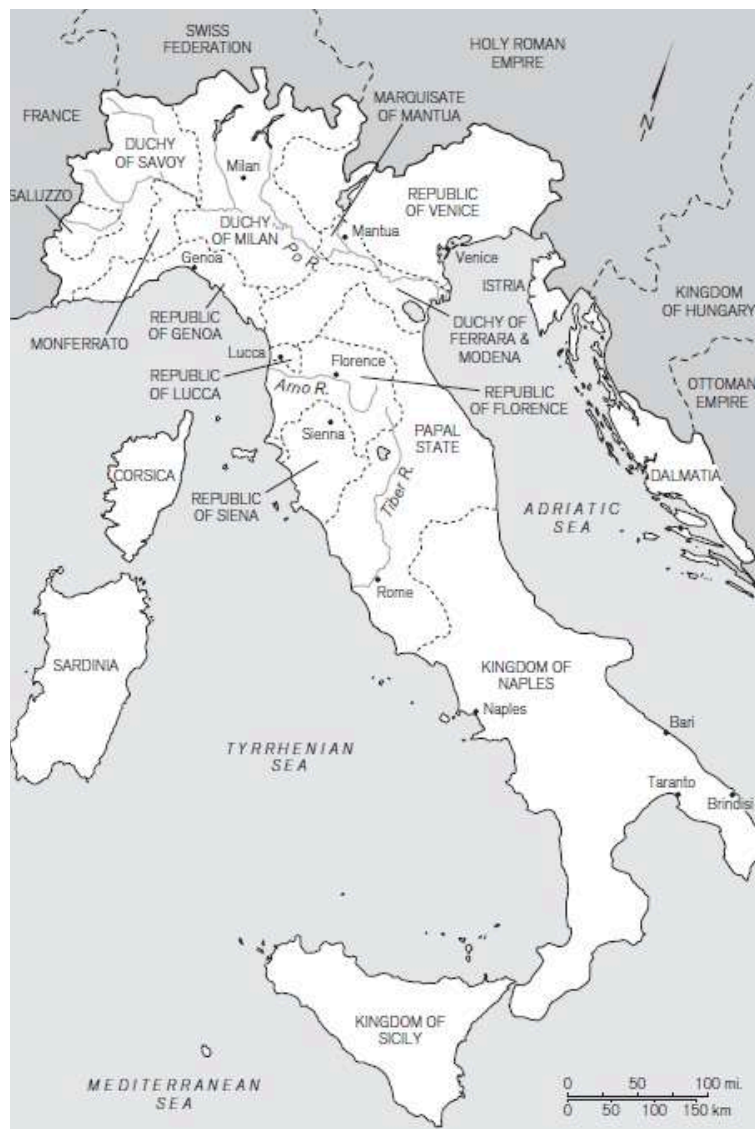 SWISS
FEDERATION
HOLY ROMAN
EMPIRE
FRANCE
MARQUISATE
OF MANTUA
N
DUCHY
OF SAVOY
Milan
SALUZZO
REPUBLIC
OF VENICE
DUCHY
OF MILAN
Mantua
Po R.
Venice
Genoa
ISTRIA
KINGDOM
OF HUNGARY
REPUBLIC
OF GENOA
DUCHY OF
FERRARA &
MODENA
MONFERRATO
Lucca
Florence
REPUBLIC
OF LUCCA
Arno R.
REPUBLIC
OF FLORENCE
OTTOMAN
EMPIRE
Sienna
PAPAL
STATE
CORSICA
DALMATIA
REPUBLIC
OF SIENA
Tiber R.
ADRIATIC
SEA
Rome
SARDINIA
KINGDOM OF
NAPLES
Naples
Bari
TYRRHENIAN
SEA
Taranto
Brindisi
KINGDOM OF
SICILY
MEDITERRANEAN
SEA
0 50 100 mi.
0 50 100 150 km